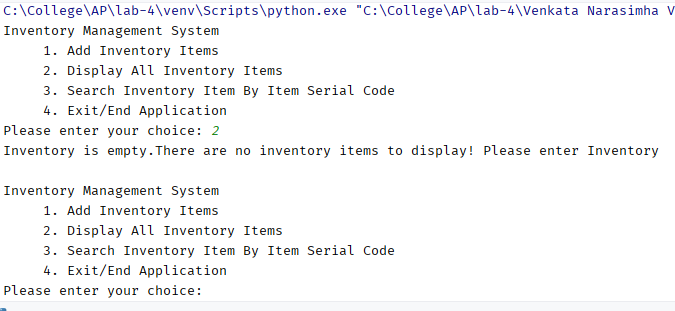 C:\College\AP\lab-4\venv\Scripts\python.exe "C:\College\AP\lab-4\Venkata Narasimha V
Inventory Management System
     1. Add Inventory Items
     2. Display All Inventory Items
     3. Search Inventory Item By Item Serial Code
     4. Exit/End Application
Please enter your choice: 2
Inventory is empty.There are no inventory items to display! Please enter Inventory
Inventory Management System
     1. Add Inventory Items
     2. Display All Inventory Items
     3. Search Inventory Item By Item Serial Code
     4. Exit/End Application
Please enter your choice: